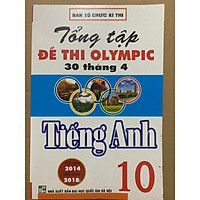 BAN TỔ CHỨC KÌ THI
Tổng tập
ĐỀ THI OLYMPIC
30 tháng 4
Tiếng Anh
2014
2018
10
NHÀ XUẤT BẢN ĐẠI HỌC QUỐC GIA HÀ NỘI